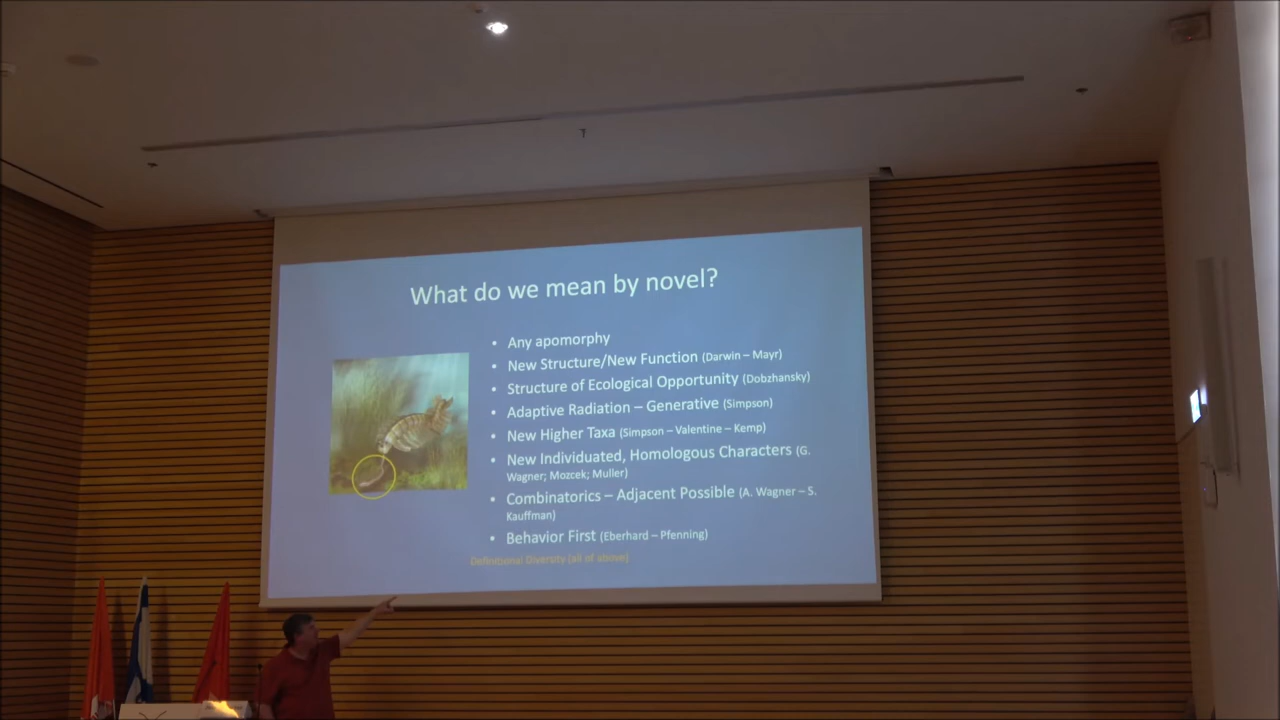 What do we mean by novel?
• Any apomorphy
• New Structure/New Function (Darwin – Mayr)
• Structure of Ecological Opportunity (Dobzhansky)
• Adaptive Radiation – Generative (Simpson)
• New Higher Taxa (Simpson – Valentine – Kemp)
• New Individuated, Homologous Characters (G.
Wagner; Mozcek; Muller)
• Combinatorics – Adjacent Possible (A. Wagner – S.
Kauffman)
• Behavior First (Eberhard – Pfenning)
Definitional Diversity (all of above)